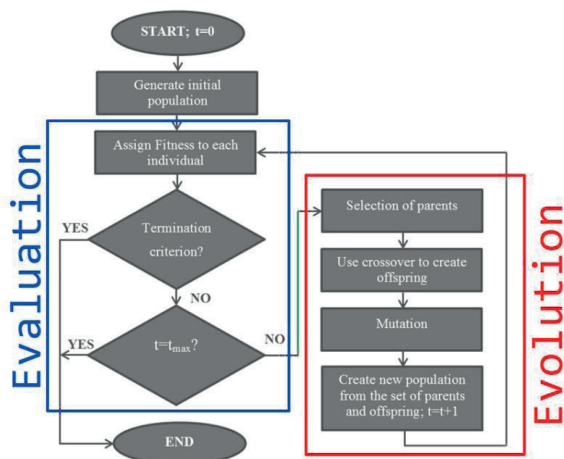 START; t=0
Generate initial
population
Evaluation
Assign Fitness to each
individual
YES
Termination
criterion?
NO
YES
t=tmax?
NO
END
Evolution
Selection of parents
Use crossover to create
offspring
Mutation
Create new population
from the set of parents
and offspring; t=t+1